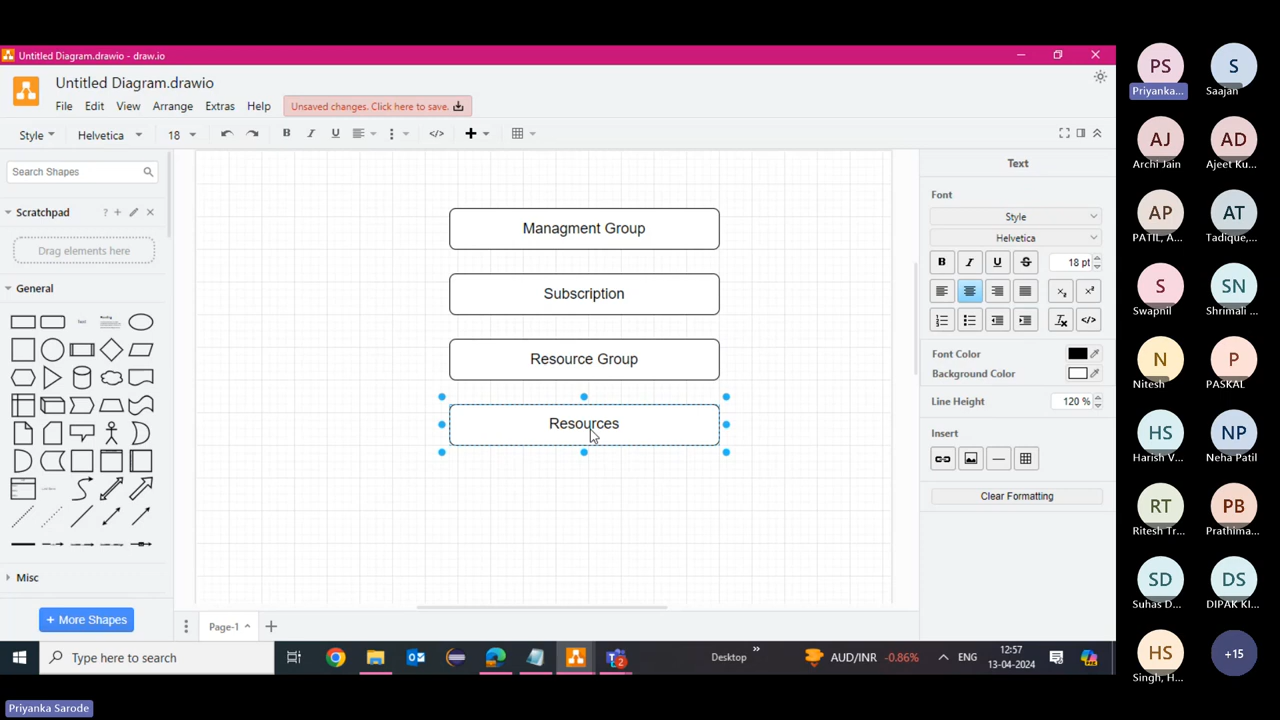 Untitled Diagram.drawio - draw.io
Untitled Diagram.drawio
File Edit View Arrange Extras Help
Unsaved changes. Click here to save.
Style Helvetica 18 B I U </>
Search Shapes
Scratchpad ? + ×
Drag elements here
General
Text
Misc
+ More Shapes
Managment Group
Subscription
Resource Group
Resources
Page-1
Text
Font
Style
Helvetica
B I U S 18 pt
Font Color
Background Color
Line Height 120 %
Insert
Clear Formatting
Type here to search
2
Desktop
AUD/INR -0.86%
ENG
12:57
13-04-2024
PS
Priyanka...
S
Saajan
AJ
Archi Jain
AD
Ajeet Ku...
AP
PATIL, A...
AT
Tadique,...
S
Swapnil
SN
Shrimali ...
N
Nitesh
P
PASKAL
HS
Harish V...
NP
Neha Patil
RT
Ritesh Tr...
PB
Prathima...
SD
Suhas D...
DS
DIPAK KI...
HS
Singh, H...
+15
Priyanka Sarode